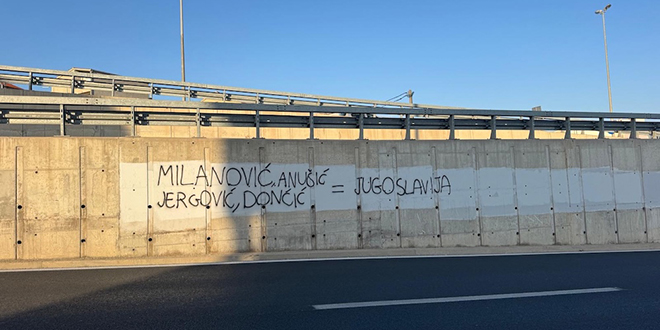 MILANOVIĆ, ANUŠIĆ = JUGOSLAVIJA
JERGOVIĆ, DONČIĆ